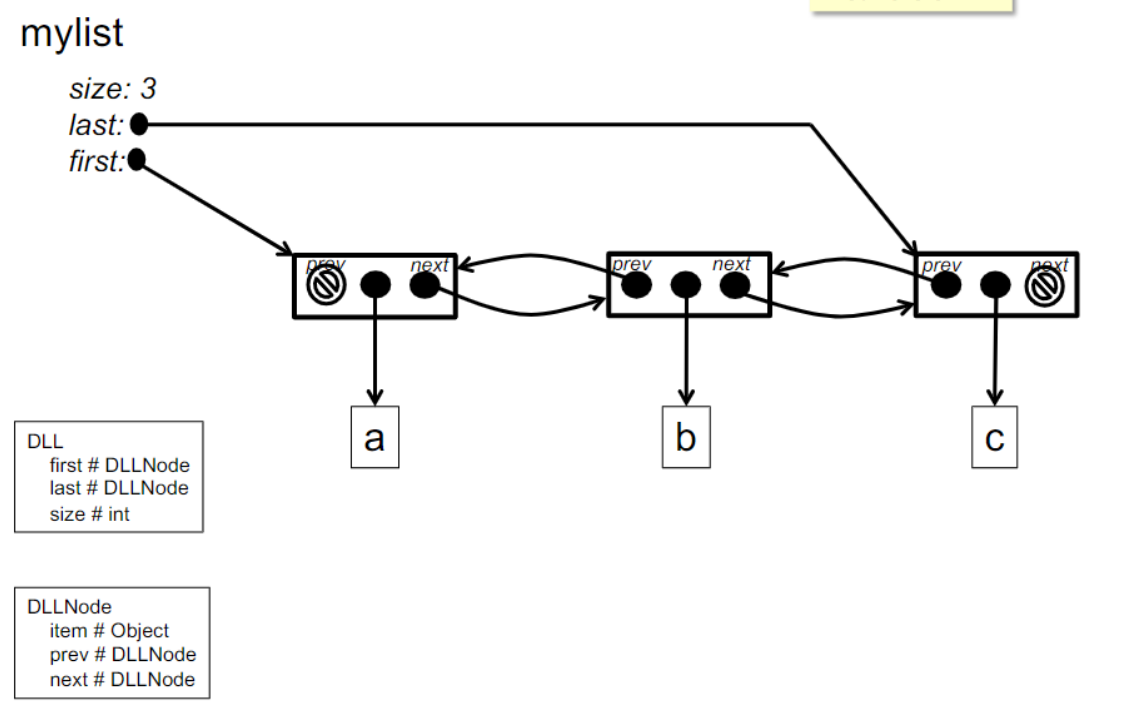 mylist
size: 3
last:
first:
prev next prev next prev next
a b c
DLL
first # DLLNode
last # DLLNode
size # int
DLLNode
item # Object
prev # DLLNode
next # DLLNode